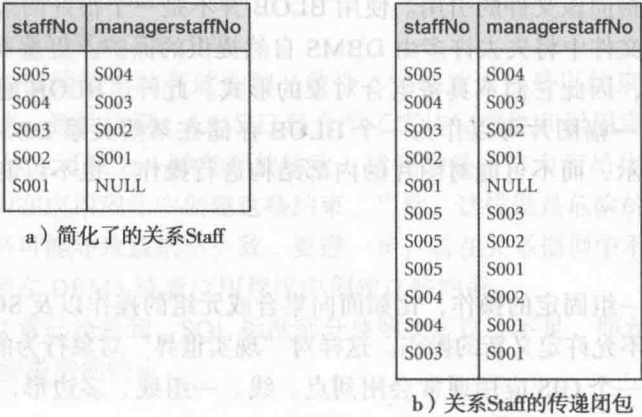 staffNo managerstaffNo
S005 S004
S004 S003
S003 S002
S002 S001
S001 NULL
a）简化了的关系Staff
staffNo managerstaffNo
S005 S004
S004 S003
S003 S002
S002 S001
S001 NULL
S005 S003
S005 S002
S005 S001
S004 S002
S004 S001
S003 S001
b）关系Staff的传递闭包